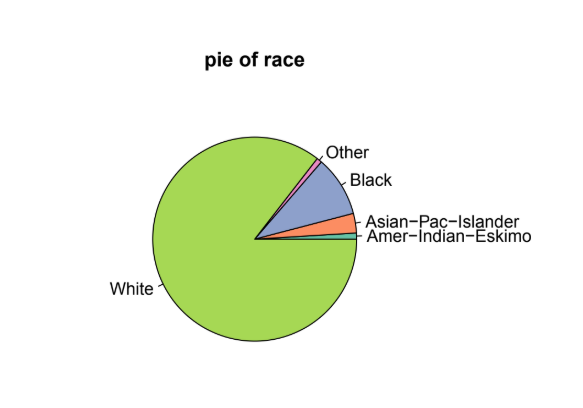 pie of race
Other
Black
Asian−Pac−Islander
Amer−Indian−Eskimo
White